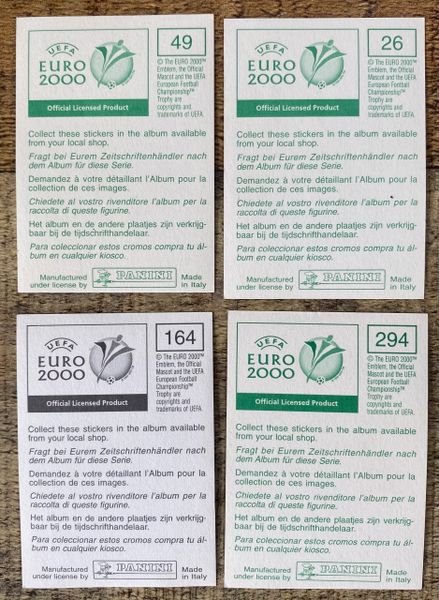 UEFA
EURO
2000
Official Licensed Product
49
© The EURO 2000™
Emblem, the Official
Mascot and the UEFA
European Football
Championship™
Trophy are
copyrights and
trademarks of UEFA.
Collect these stickers in the album available
from your local shop.
Fragt bei Eurem Zeitschriftenhändler nach
dem Album für diese Serie.
Demandez à votre détaillant l'Album pour la
collection de ces images.
Chiedete al vostro rivenditore l'album per la
raccolta di queste figurine.
Het album en de andere plaatjes zijn verkrijg-
baar bij de tijdschrifthandelaar.
Para coleccionar estos cromos compra tu ál-
bum en cualquier kiosco.
Manufactured
under license by
PANINI
Made
in Italy
UEFA
EURO
2000
Official Licensed Product
26
© The EURO 2000™
Emblem, the Official
Mascot and the UEFA
European Football
Championship™
Trophy are
copyrights and
trademarks of UEFA.
Collect these stickers in the album available
from your local shop.
Fragt bei Eurem Zeitschriftenhändler nach
dem Album für diese Serie.
Demandez à votre détaillant l'Album pour la
collection de ces images.
Chiedete al vostro rivenditore l'album per la
raccolta di queste figurine.
Het album en de andere plaatjes zijn verkrijg-
baar bij de tijdschrifthandelaar.
Para coleccionar estos cromos compra tu ál-
bum en cualquier kiosco.
Manufactured
under license by
PANINI
Made
in Italy
UEFA
EURO
2000
Official Licensed Product
164
© The EURO 2000™
Emblem, the Official
Mascot and the UEFA
European Football
Championship™
Trophy are
copyrights and
trademarks of UEFA.
Collect these stickers in the album available
from your local shop.
Fragt bei Eurem Zeitschriftenhändler nach
dem Album für diese Serie.
Demandez à votre détaillant l'Album pour la
collection de ces images.
Chiedete al vostro rivenditore l'album per la
raccolta di queste figurine.
Het album en de andere plaatjes zijn verkrijg-
baar bij de tijdschrifthandelaar.
Para coleccionar estos cromos compra tu ál-
bum en cualquier kiosco.
Manufactured
under license by
PANINI
Made
in Italy
UEFA
EURO
2000
Official Licensed Product
294
© The EURO 2000™
Emblem, the Official
Mascot and the UEFA
European Football
Championship™
Trophy are
copyrights and
trademarks of UEFA.
Collect these stickers in the album available
from your local shop.
Fragt bei Eurem Zeitschriftenhändler nach
dem Album für diese Serie.
Demandez à votre détaillant l'Album pour la
collection de ces images.
Chiedete al vostro rivenditore l'album per la
raccolta di queste figurine.
Het album en de andere plaatjes zijn verkrijg-
baar bij de tijdschrifthandelaar.
Para coleccionar estos cromos compra tu ál-
bum en cualquier kiosco.
Manufactured
under license by
PANINI
Made
in Italy